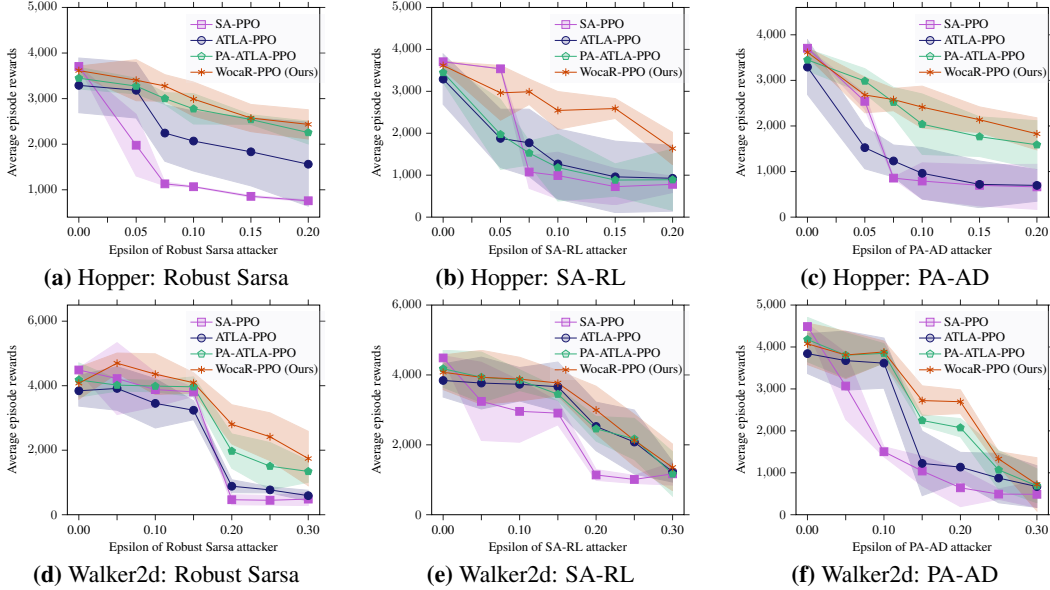 5,000
4,000
3,000
2,000
1,000
Average episode rewards
SA-PPO
ATLA-PPO
PA-ATLA-PPO
WocaR-PPO (Ours)
0.00 0.05 0.10 0.15 0.20
Epsilon of Robust Sarsa attacker
(a) Hopper: Robust Sarsa
5,000
4,000
3,000
2,000
1,000
0
Average episode rewards
SA-PPO
ATLA-PPO
PA-ATLA-PPO
WocaR-PPO (Ours)
0.00 0.05 0.10 0.15 0.20
Epsilon of SA-RL attacker
(b) Hopper: SA-RL
5,000
4,000
3,000
2,000
1,000
0
Average episode rewards
SA-PPO
ATLA-PPO
PA-ATLA-PPO
WocaR-PPO (Ours)
0.00 0.05 0.10 0.15 0.20
Epsilon of PA-AD attacker
(c) Hopper: PA-AD
6,000
4,000
2,000
0
Average episode rewards
SA-PPO
ATLA-PPO
PA-ATLA-PPO
WocaR-PPO (Ours)
0.00 0.10 0.20 0.30
Epsilon of Robust Sarsa attacker
(d) Walker2d: Robust Sarsa
6,000
4,000
2,000
0
Average episode rewards
SA-PPO
ATLA-PPO
PA-ATLA-PPO
WocaR-PPO (Ours)
0.00 0.10 0.20 0.30
Epsilon of SA-RL attacker
(e) Walker2d: SA-RL
5,000
4,000
3,000
2,000
1,000
0
Average episode rewards
SA-PPO
ATLA-PPO
PA-ATLA-PPO
WocaR-PPO (Ours)
0.00 0.10 0.20 0.30
Epsilon of PA-AD attacker
(f) Walker2d: PA-AD